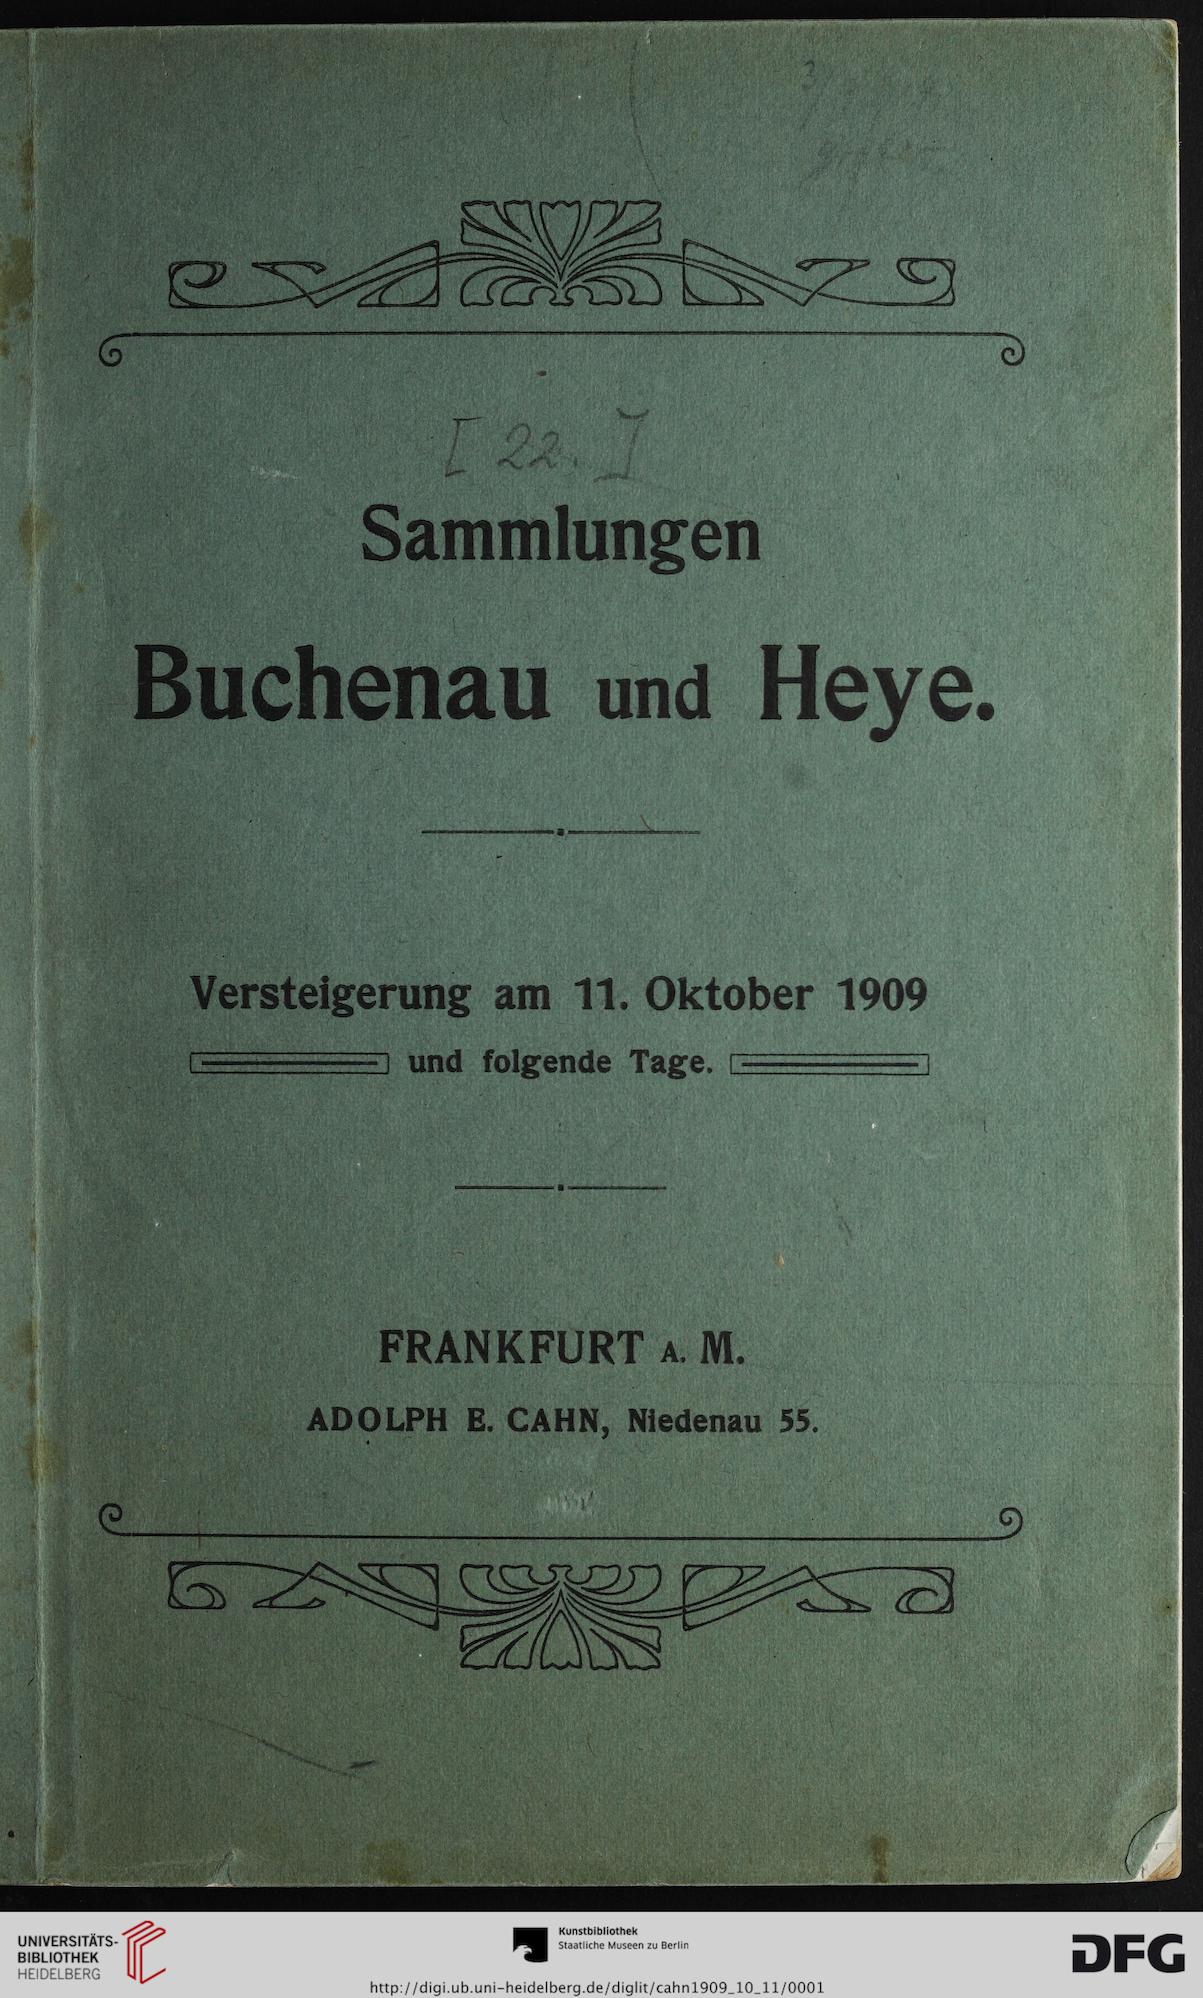 [22.]
Sammlungen
Buchenau und Heye.
Versteigerung am 11. Oktober 1909
und folgende Tage.
FRANKFURT A. M.
ADOLPH E. CAHN, Niedenau 55.
UNIVERSITÄTS-
BIBLIOTHEK
HEIDELBERG
Kunstbibliothek
Staatliche Museen zu Berlin
DFG
http://digi.ub.uni-heidelberg.de/diglit/cahn1909_10_11/0001